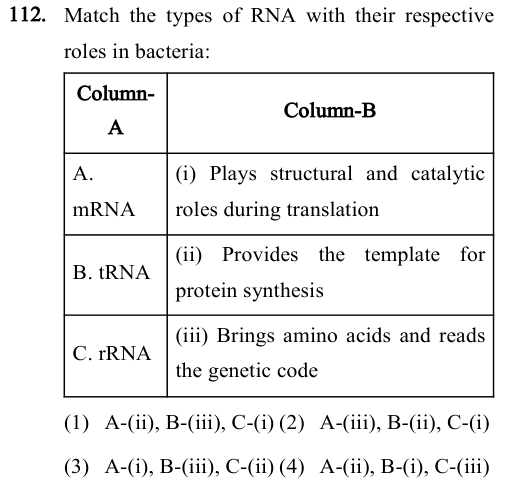 112. Match the types of RNA with their respective
roles in bacteria:
Column-
A
Column-B
A.
mRNA
(i) Plays structural and catalytic
roles during translation
B. tRNA
(ii) Provides the template for
protein synthesis
C. rRNA
(iii) Brings amino acids and reads
the genetic code
(1) A-(ii), B-(iii), C-(i) (2) A-(iii), B-(ii), C-(i)
(3) A-(i), B-(iii), C-(ii) (4) A-(ii), B-(i), C-(iii)